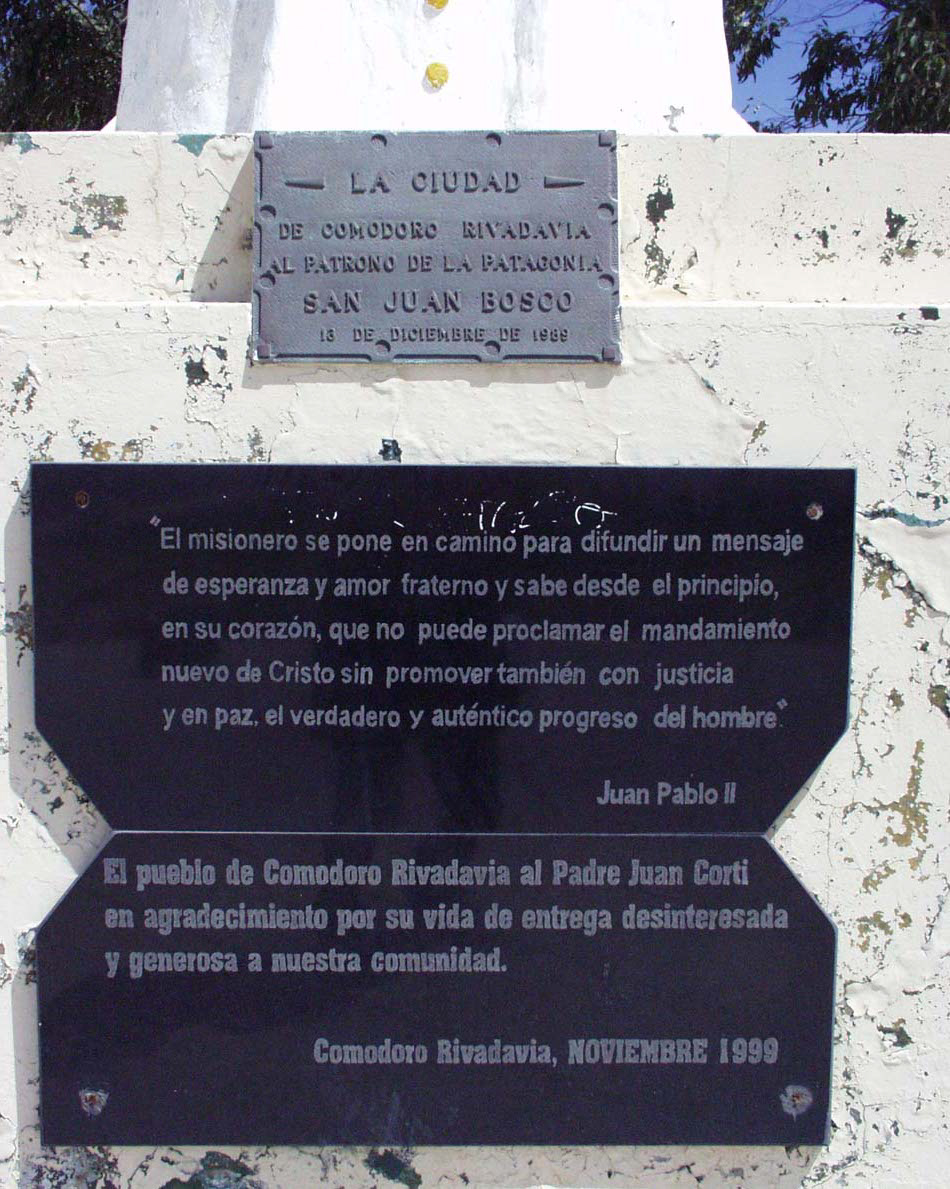 LA CIUDAD
DE COMODORO RIVADAVIA
AL PATRONO DE LA PATAGONIA
SAN JUAN BOSCO
13 DE DICIEMBRE DE 1989
"El misionero se pone en camino para difundir un mensaje
de esperanza y amor fraterno y sabe desde el principio,
en su corazón, que no puede proclamar el mandamiento
nuevo de Cristo sin promover también con justicia
y en paz, el verdadero y auténtico progreso del hombre".
Juan Pablo II
El pueblo de Comodoro Rivadavia al Padre Juan Corti
en agradecimiento por su vida de entrega desinteresada
y generosa a nuestra comunidad.
Comodoro Rivadavia, NOVIEMBRE 1999